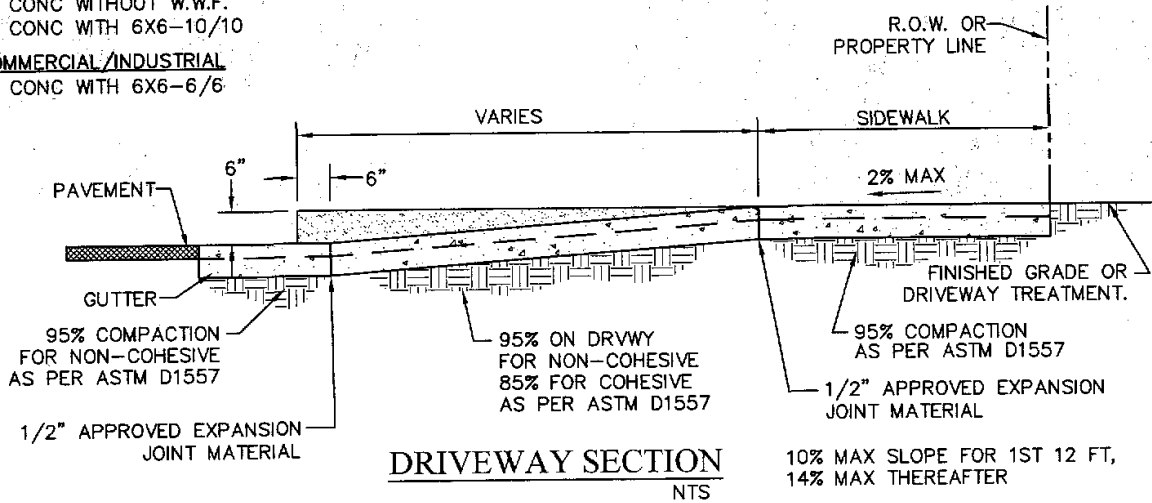 CONC WITHOUT W.W.F.
CONC WITH 6X6-10/10
OMMERCIAL/INDUSTRIAL
CONC WITH 6X6-6/6
R.O.W. OR
PROPERTY LINE
VARIES
SIDEWALK
6"
6"
2% MAX
PAVEMENT
GUTTER
FINISHED GRADE OR
DRIVEWAY TREATMENT.
95% COMPACTION
FOR NON-COHESIVE
AS PER ASTM D1557
95% ON DRVWY
FOR NON-COHESIVE
85% FOR COHESIVE
AS PER ASTM D1557
95% COMPACTION
AS PER ASTM D1557
1/2" APPROVED EXPANSION
JOINT MATERIAL
1/2" APPROVED EXPANSION
JOINT MATERIAL
DRIVEWAY SECTION
NTS
10% MAX SLOPE FOR 1ST 12 FT,
14% MAX THEREAFTER